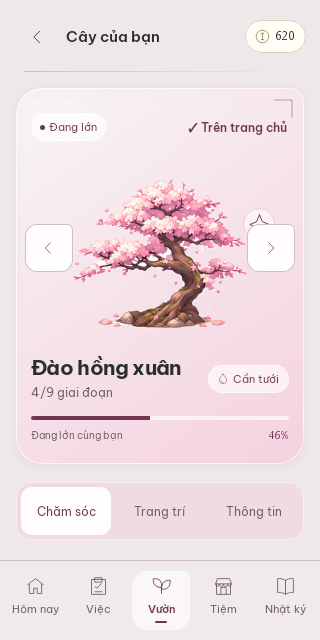 Cây của bạn
620
Đang lớn
✓ Trên trang chủ
Đào hồng xuân
4/9 giai đoạn
Cần tưới
Đang lớn cùng bạn
46%
Chăm sóc
Trang trí
Thông tin
Hôm nay
Việc
Vườn
Tiệm
Nhật ký